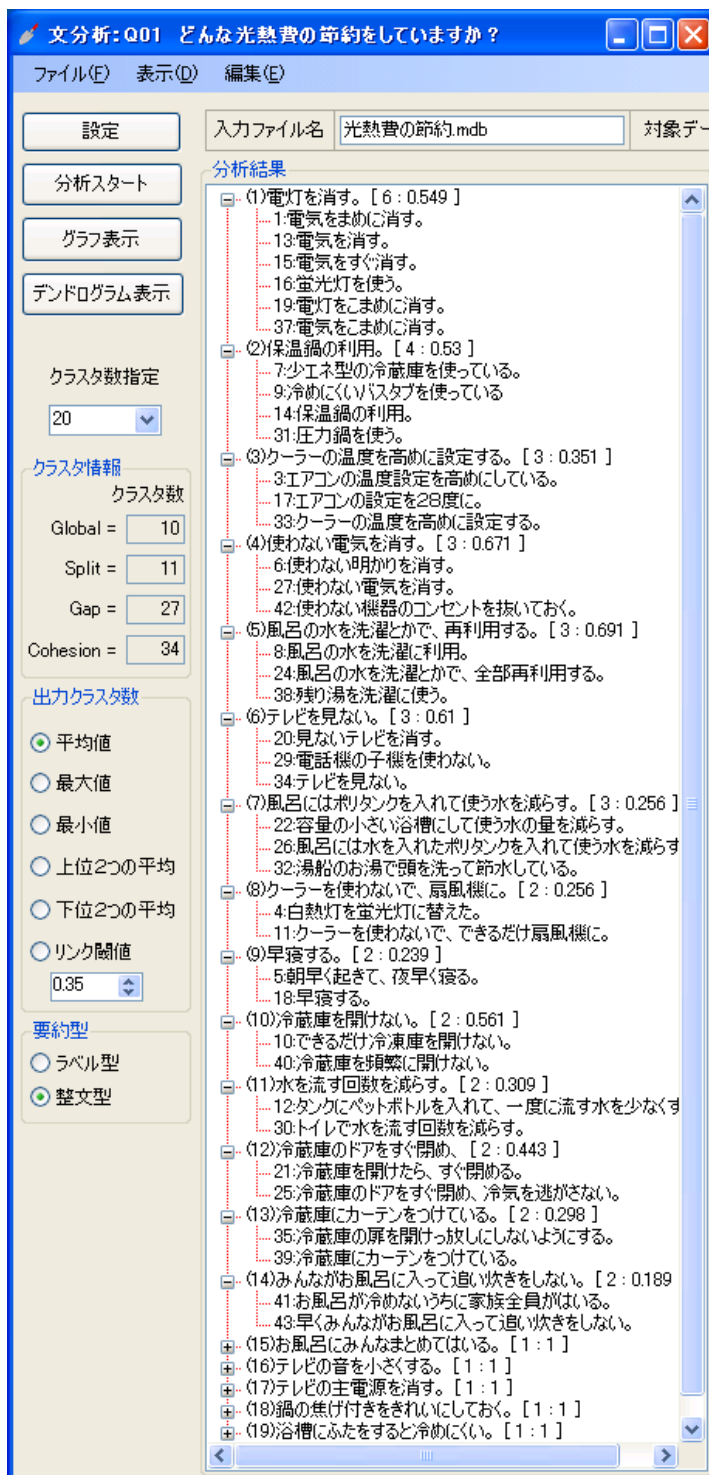 文分析:Q01 どんな光熱費の節約をしていますか?
ファイル(F) 表示(D) 編集(E)
設定
分析スタート
グラフ表示
デンドログラム表示
クラスタ数指定
20
クラスタ情報
クラスタ数
Global = 10
Split = 11
Gap = 27
Cohesion = 34
出力クラスタ数
平均値
最大値
最小値
上位2つの平均
下位2つの平均
リンク閾値
0.35
要約型
ラベル型
整文型
入力ファイル名 光熱費の節約.mdb 対象デー
分析結果
(1)電灯を消す。[ 6 : 0.549 ]
1:電気をまめに消す。
13:電気を消す。
15:電気をすぐ消す。
16:蛍光灯を使う。
19:電灯をこまめに消す。
37:電気をこまめに消す。
(2)保温鍋の利用。[ 4 : 0.53 ]
7:少エネ型の冷蔵庫を使っている。
9:冷めにくいバスタブを使っている
14:保温鍋の利用。
31:圧力鍋を使う。
(3)クーラーの温度を高めに設定する。[ 3 : 0.351 ]
3:エアコンの温度設定を高めにしている。
17:エアコンの設定を28度に。
33:クーラーの温度を高めに設定する。
(4)使わない電気を消す。[ 3 : 0.671 ]
6:使わない明かりを消す。
27:使わない電気を消す。
42:使わない機器のコンセントを抜いておく。
(5)風呂の水を洗濯とかで、再利用する。[ 3 : 0.691 ]
8:風呂の水を洗濯に利用。
24:風呂の水を洗濯とかで、全部再利用する。
38:残り湯を洗濯に使う。
(6)テレビを見ない。[ 3 : 0.61 ]
20:見ないテレビを消す。
29:電話機の子機を使わない。
34:テレビを見ない。
(7)風呂にはポリタンクを入れて使う水を減らす。[ 3 : 0.256 ]
22:容量の小さい浴槽にして使う水の量を減らす。
26:風呂には水を入れたポリタンクを入れて使う水を減らす
32:湯船のお湯で頭を洗って節水している。
(8)クーラーを使わないで、扇風機に。[ 2 : 0.256 ]
4:白熱灯を蛍光灯に替えた。
11:クーラーを使わないで、できるだけ扇風機に。
(9)早寝する。[ 2 : 0.239 ]
5:朝早く起きて、夜早く寝る。
18:早寝する。
(10)冷蔵庫を開けない。[ 2 : 0.561 ]
10:できるだけ冷凍庫を開けない。
40:冷蔵庫を頻繁に開けない。
(11)水を流す回数を減らす。[ 2 : 0.309 ]
12:タンクにペットボトルを入れて、一度に流す水を少なくす
30:トイレで水を流す回数を減らす。
(12)冷蔵庫のドアをすぐ閉め、[ 2 : 0.443 ]
21:冷蔵庫を開けたら、すぐ閉める。
25:冷蔵庫のドアをすぐ閉め、冷気を逃がさない。
(13)冷蔵庫にカーテンをつけている。[ 2 : 0.298 ]
35:冷蔵庫の扉を開けっ放しにしないようにする。
39:冷蔵庫にカーテンをつけている。
(14)みんながお風呂に入って追い炊きをしない。[ 2 : 0.189
41:お風呂が冷めないうちに家族全員がはいる。
43:早くみんながお風呂に入って追い炊きをしない。
(15)お風呂にみんなまとめてはいる。[ 1 : 1 ]
(16)テレビの音を小さくする。[ 1 : 1 ]
(17)テレビの主電源を消す。[ 1 : 1 ]
(18)鍋の焦げ付きをきれいにしておく。[ 1 : 1 ]
(19)浴槽にふたをすると冷めにくい。[ 1 : 1 ]